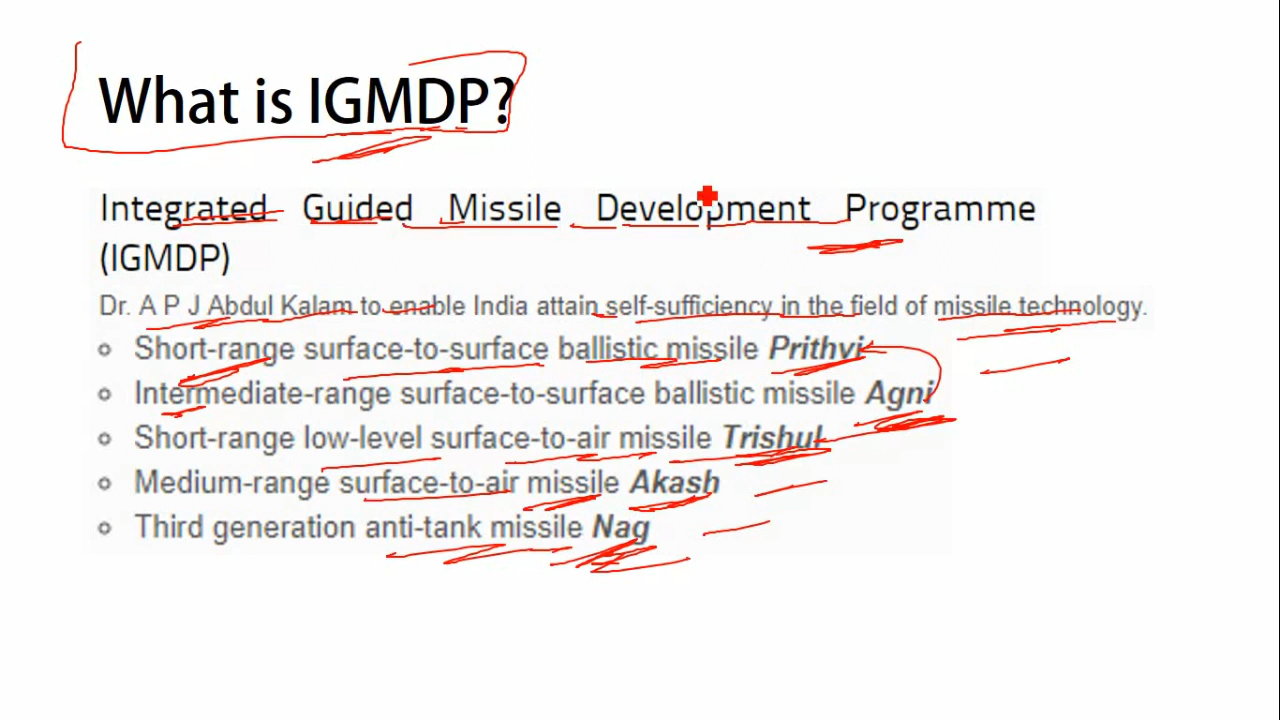 What is IGMDP?
Integrated Guided Missile Development Programme
(IGMDP)
Dr. A P J Abdul Kalam to enable India attain self-sufficiency in the field of missile technology.
Short-range surface-to-surface ballistic missile Prithvi
Intermediate-range surface-to-surface ballistic missile Agni
Short-range low-level surface-to-air missile Trishul
Medium-range surface-to-air missile Akash
Third generation anti-tank missile Nag